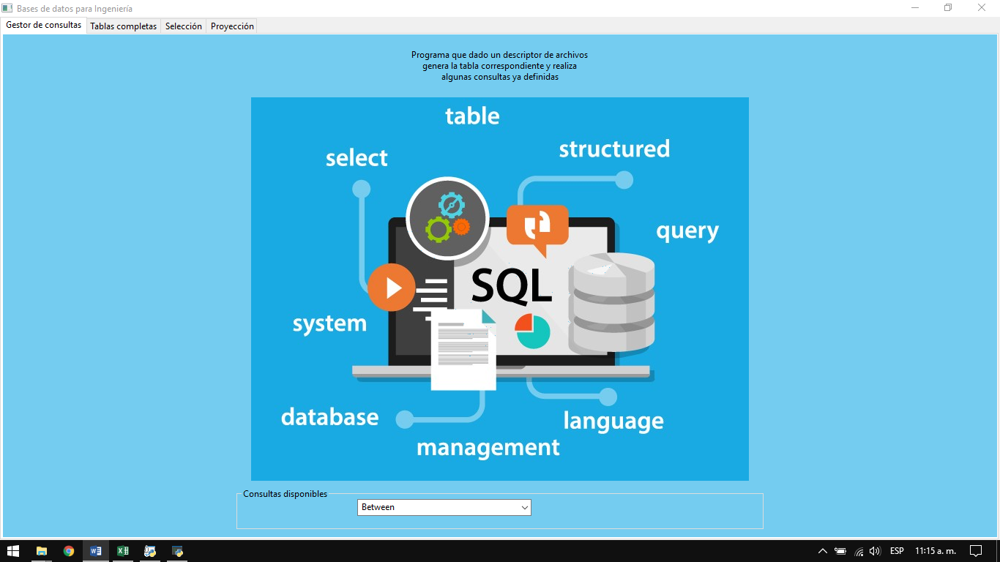 Bases de datos para Ingeniería
Gestor de consultas Tablas completas Selección Proyección
Programa que dado un descriptor de archivos
genera la tabla correspondiente y realiza
algunas consultas ya definidas
table
select
structured
query
SQL
system
database
language
management
Consultas disponibles
Between
ESP 11:15 a. m.